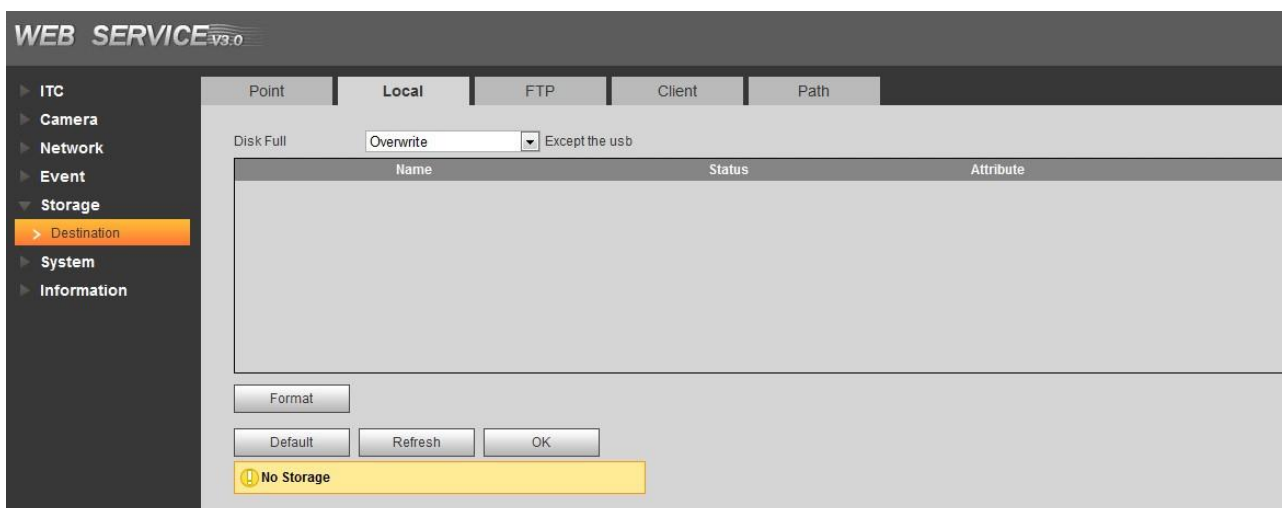 WEB SERVICE V3.0
ITC
Camera
Network
Event
Storage
Destination
System
Information
Point Local FTP Client Path
Disk Full Overwrite Except the usb
Name Status Attribute
Format
Default Refresh OK
No Storage